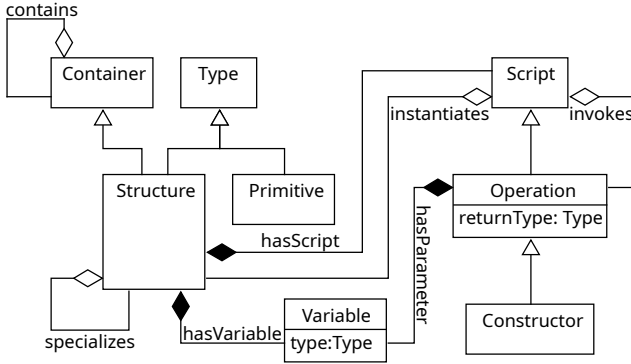 contains
Container
Type
Script
instantiates
invokes
Structure
Primitive
Operation
returnType: Type
hasScript
hasParameter
specializes
hasVariable
Variable
type:Type
Constructor